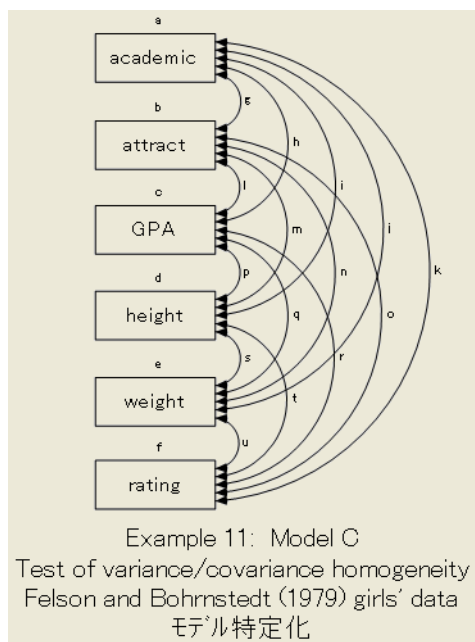 a
academic
g
b
h
attract
c
l
i
GPA
m
j
d
p
n
k
height
q
o
e
s
r
weight
t
f
u
rating
Example 11: Model C
Test of variance/covariance homogeneity
Felson and Bohrnstedt (1979) girls' data
モデル特定化